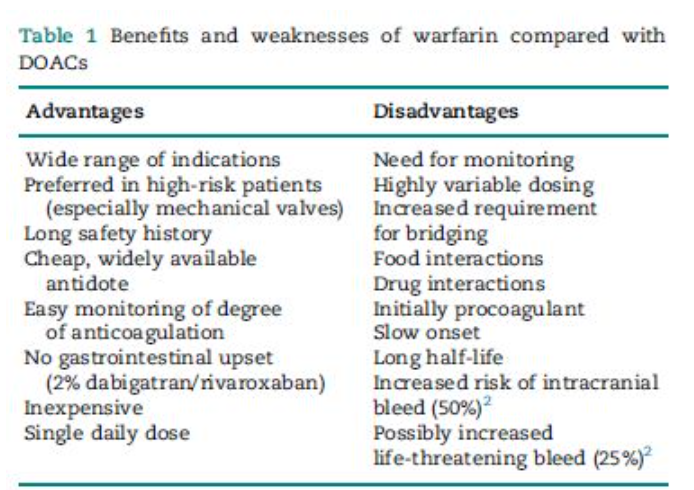 Table 1 Benefits and weaknesses of warfarin compared with
DOACs
Advantages
Disadvantages
Wide range of indications
Preferred in high-risk patients
(especially mechanical valves)
Long safety history
Cheap, widely available
antidote
Easy monitoring of degree
of anticoagulation
No gastrointestinal upset
(2% dabigatran/rivaroxaban)
Inexpensive
Single daily dose
Need for monitoring
Highly variable dosing
Increased requirement
for bridging
Food interactions
Drug interactions
Initially procoagulant
Slow onset
Long half-life
Increased risk of intracranial
bleed (50%)²
Possibly increased
life-threatening bleed (25%)²